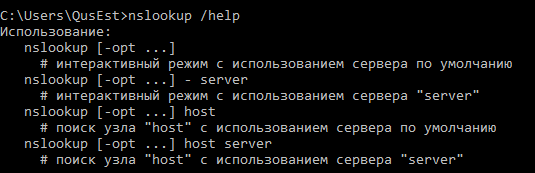 C:\Users\QusEst>nslookup /help
Использование:
nslookup [-opt ...]
# интерактивный режим с использованием сервера по умолчанию
nslookup [-opt ...] - server
# интерактивный режим с использованием сервера "server"
nslookup [-opt ...] host
# поиск узла "host" с использованием сервера по умолчанию
nslookup [-opt ...] host server
# поиск узла "host" с использованием сервера "server"